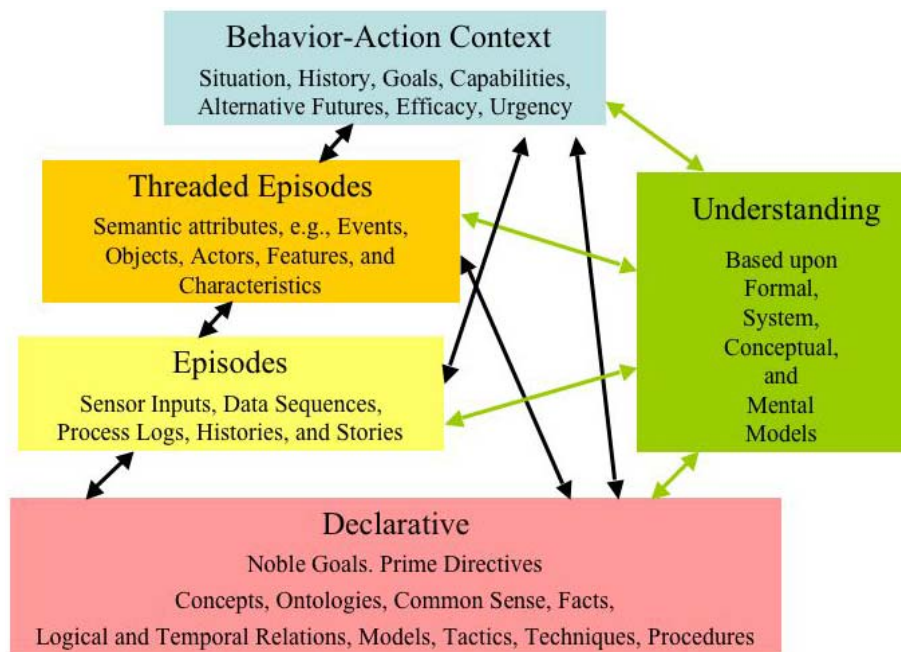 Behavior-Action Context
Situation, History, Goals, Capabilities,
Alternative Futures, Efficacy, Urgency
Threaded Episodes
Semantic attributes, e.g., Events,
Objects, Actors, Features, and
Characteristics
Understanding
Based upon
Formal,
System,
Conceptual,
and
Mental
Models
Episodes
Sensor Inputs, Data Sequences,
Process Logs, Histories, and Stories
Declarative
Noble Goals. Prime Directives
Concepts, Ontologies, Common Sense, Facts,
Logical and Temporal Relations, Models, Tactics, Techniques, Procedures